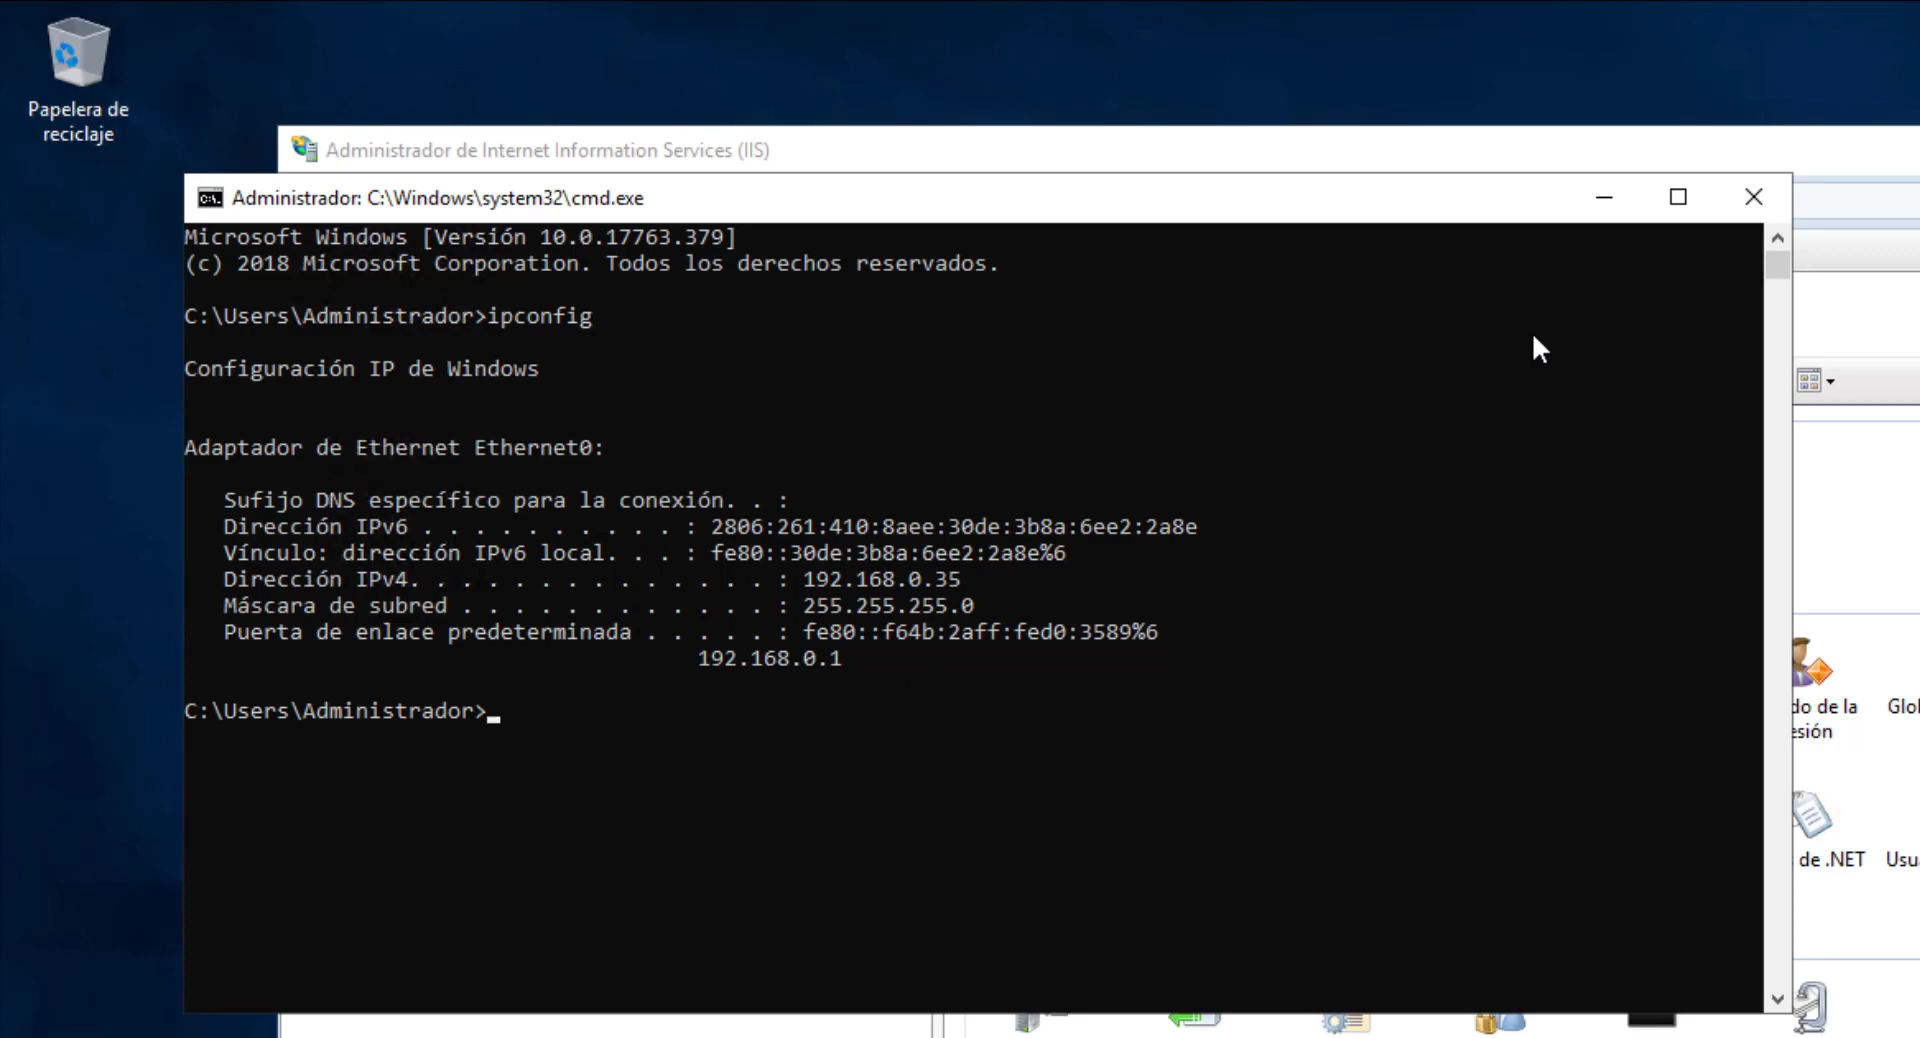 Papelera de
reciclaje
Administrador de Internet Information Services (IIS)
Administrador: C:\Windows\system32\cmd.exe
Microsoft Windows [Versión 10.0.17763.379]
(c) 2018 Microsoft Corporation. Todos los derechos reservados.
C:\Users\Administrador>ipconfig
Configuración IP de Windows
Adaptador de Ethernet Ethernet0:
Sufijo DNS específico para la conexión. . :
Dirección IPv6 . . . . . . . . . . : 2806:261:410:8aee:30de:3b8a:6ee2:2a8e
Vínculo: dirección IPv6 local. . . : fe80::30de:3b8a:6ee2:2a8e%6
Dirección IPv4. . . . . . . . . . . . . . : 192.168.0.35
Máscara de subred . . . . . . . . . . . . : 255.255.255.0
Puerta de enlace predeterminada . . . . . : fe80::f64b:2aff:fed0:3589%6
192.168.0.1
C:\Users\Administrador>
de la
de .NET